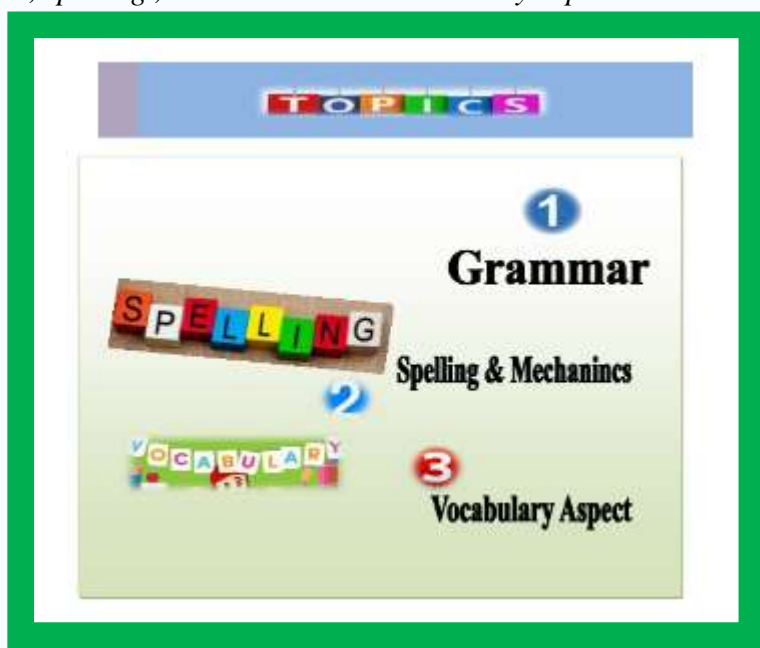 TOPICS
1
Grammar
SPELLING
Spelling & Mechanincs
2
VOCABULARY
3
Vocabulary Aspect